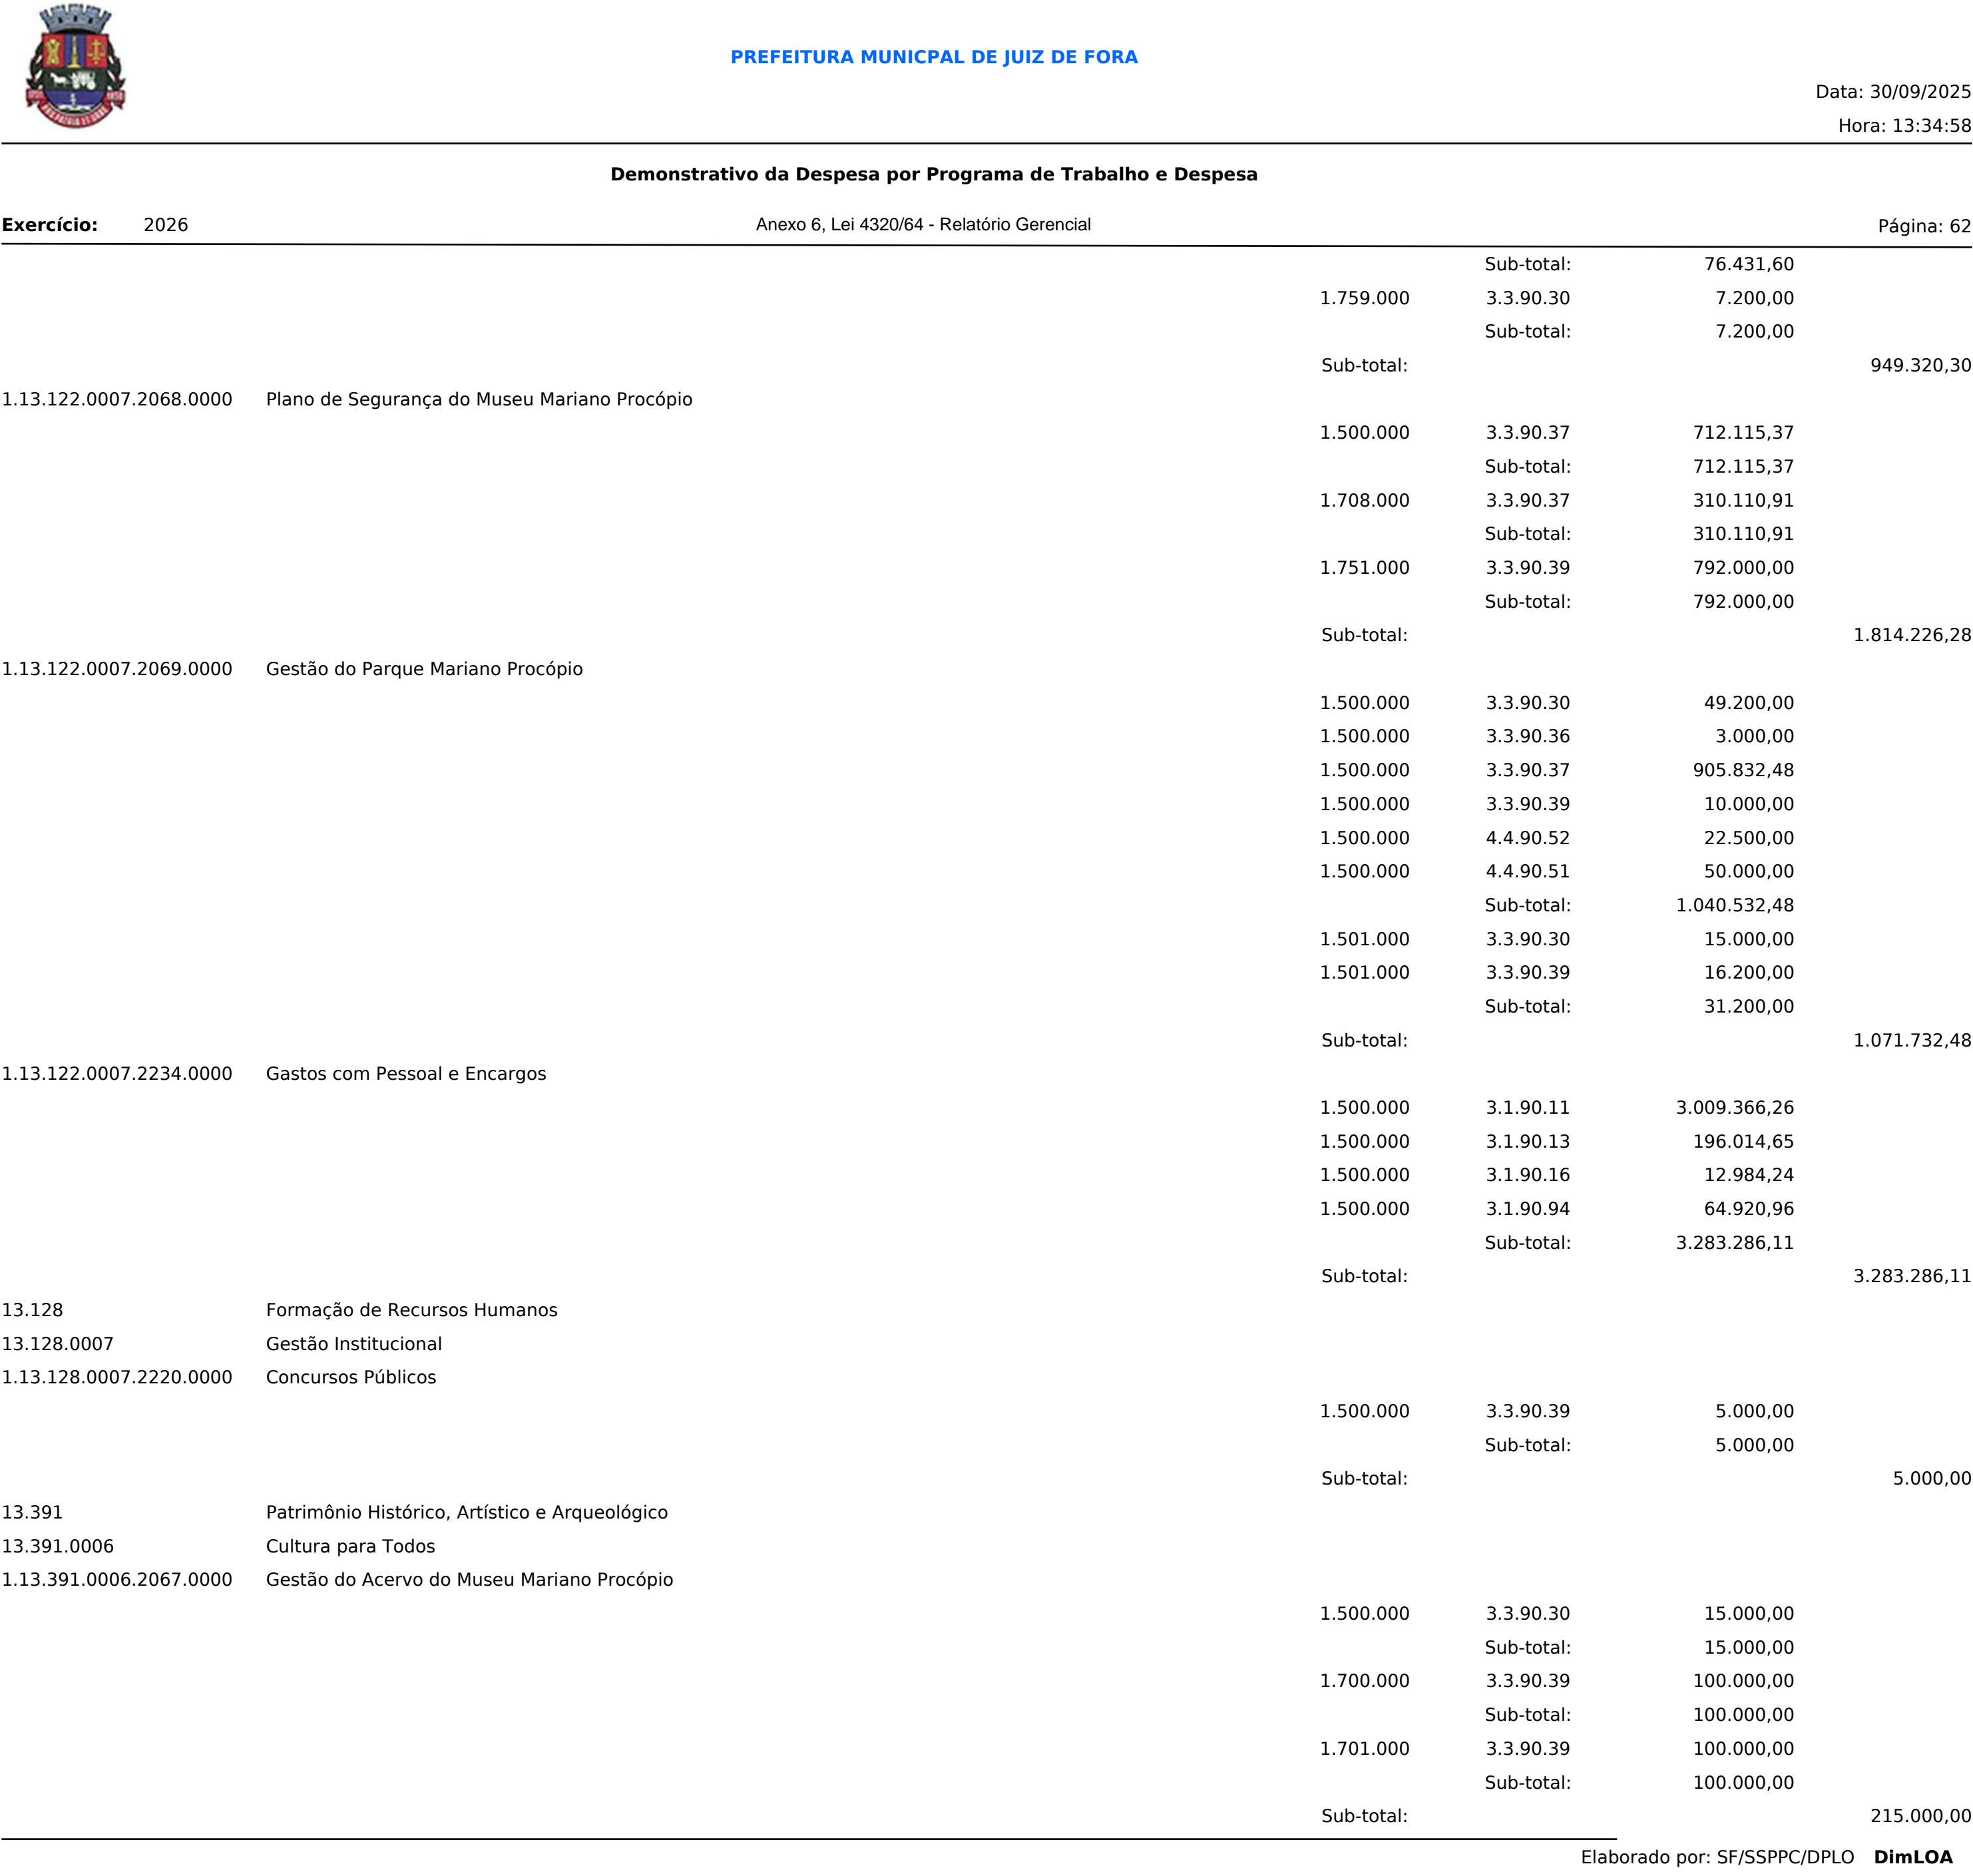 PREFEITURA MUNICPAL DE JUIZ DE FORA
Data: 30/09/2025
Hora: 13:34:58
Demonstrativo da Despesa por Programa de Trabalho e Despesa
Exercício: 2026 Anexo 6, Lei 4320/64 - Relatório Gerencial Página: 62
Sub-total: 76.431,60
1.759.000 3.3.90.30 7.200,00
Sub-total: 7.200,00
Sub-total: 949.320,30
1.13.122.0007.2068.0000 Plano de Segurança do Museu Mariano Procópio
1.500.000 3.3.90.37 712.115,37
Sub-total: 712.115,37
1.708.000 3.3.90.37 310.110,91
Sub-total: 310.110,91
1.751.000 3.3.90.39 792.000,00
Sub-total: 792.000,00
Sub-total: 1.814.226,28
1.13.122.0007.2069.0000 Gestão do Parque Mariano Procópio
1.500.000 3.3.90.30 49.200,00
1.500.000 3.3.90.36 3.000,00
1.500.000 3.3.90.37 905.832,48
1.500.000 3.3.90.39 10.000,00
1.500.000 4.4.90.52 22.500,00
1.500.000 4.4.90.51 50.000,00
Sub-total: 1.040.532,48
1.501.000 3.3.90.30 15.000,00
1.501.000 3.3.90.39 16.200,00
Sub-total: 31.200,00
Sub-total: 1.071.732,48
1.13.122.0007.2234.0000 Gastos com Pessoal e Encargos
1.500.000 3.1.90.11 3.009.366,26
1.500.000 3.1.90.13 196.014,65
1.500.000 3.1.90.16 12.984,24
1.500.000 3.1.90.94 64.920,96
Sub-total: 3.283.286,11
Sub-total: 3.283.286,11
13.128 Formação de Recursos Humanos
13.128.0007 Gestão Institucional
1.13.128.0007.2220.0000 Concursos Públicos
1.500.000 3.3.90.39 5.000,00
Sub-total: 5.000,00
Sub-total: 5.000,00
13.391 Patrimônio Histórico, Artístico e Arqueológico
13.391.0006 Cultura para Todos
1.13.391.0006.2067.0000 Gestão do Acervo do Museu Mariano Procópio
1.500.000 3.3.90.30 15.000,00
Sub-total: 15.000,00
1.700.000 3.3.90.39 100.000,00
Sub-total: 100.000,00
1.701.000 3.3.90.39 100.000,00
Sub-total: 100.000,00
Sub-total: 215.000,00
Elaborado por: SF/SSPPC/DPLO DimLOA